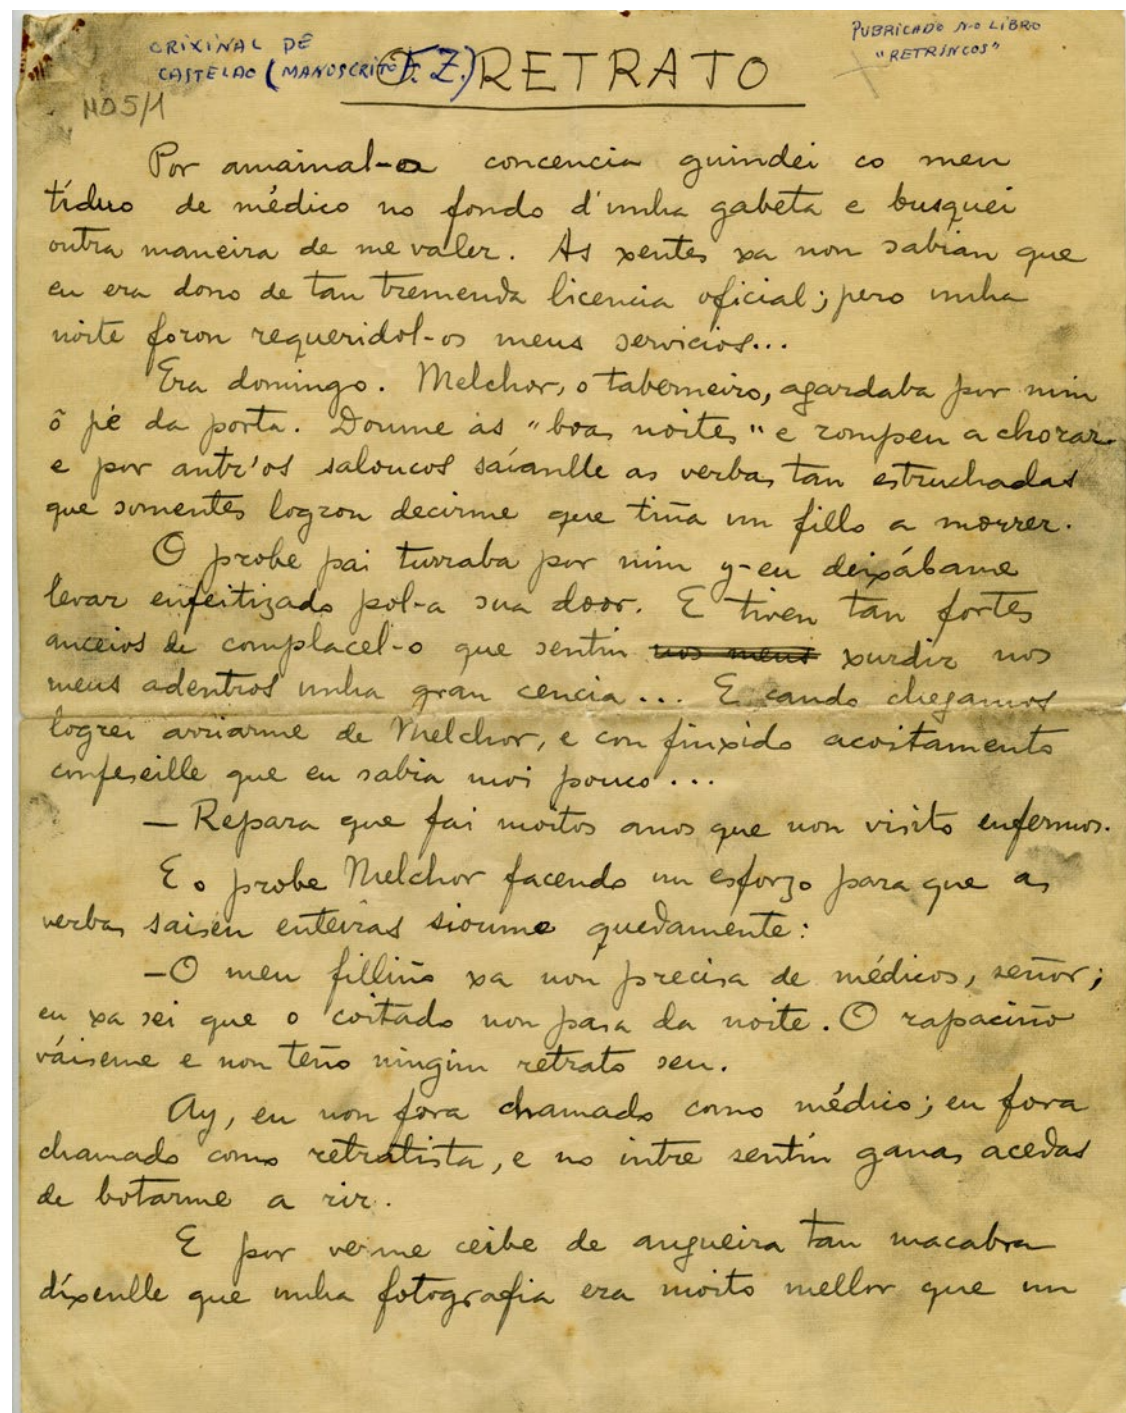 ORIXINAL DE
CASTELAO (MANUSCRITO F. Z.)
PUBRICADO N-O LIBRO
"RETRINCOS"
MD5/1
O RETRATO
Por amainal-a concencia guindei co meu
tíduo de médico no fondo d'unha gabeta e busquei
outra maneira de me valer. As xentes xa non sabían que
eu era dono de tan tremenda licencia oficial; pero unha
noite foron requeridol-os meus servicios...
Era domingo. Melchor, o taberneiro, agardaba por min
ô pé da porta. Doume as "boas noites" e rompeu a chorar
e por antr'os saloucos saíanlle as verbas tan estruchadas
que somentes logrou decirme que tiña un fillo a morrer.
O probe pai turraba por min y-eu deixábame
levar enfeitizado pol-a sua door. E tiven tan fortes
anceios de complacel-o que sentin nos meus xurdir nos
meus adentros unha gran cencia... E cando chegamos
logrei arriarme de Melchor, e con finxido acoitamento
confeseille que eu sabía moi pouco...
— Repara que fai moitos anos que non visito enfermos.
E o probe Melchor facendo un esforzo para que as
verbas saisen enteiras sioume quedamente:
—O meu filliño xa non precisa de médicos, señor;
eu xa sei que o coitado non pasa da noite. O rapaciño
váiseme e non teño ningún retrato seu.
Ay, eu non fora chamado como médico; eu fora
chamado como retratista, e no intre sentín ganas acedas
de botarme a rir.
E por verme ceibe de angueira tan macabra
díxenlle que unha fotografía era moito mellor que un